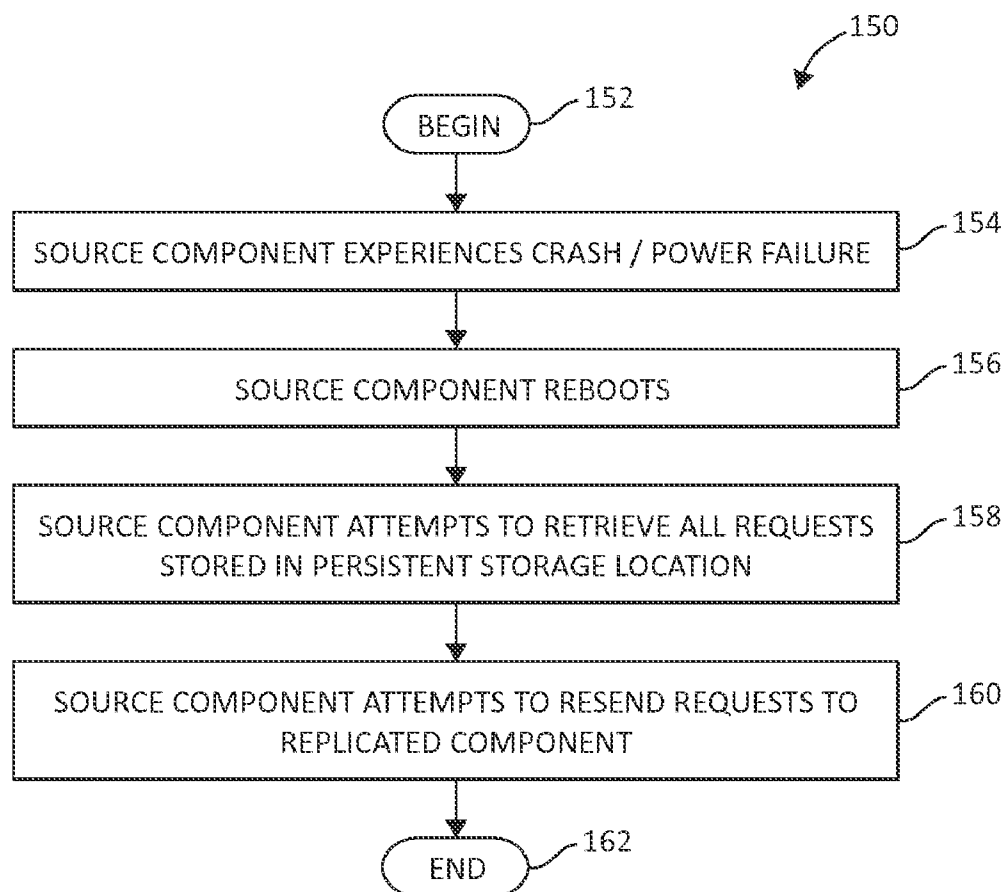 150
BEGIN
152
SOURCE COMPONENT EXPERIENCES CRASH / POWER FAILURE
154
SOURCE COMPONENT REBOOTS
156
SOURCE COMPONENT ATTEMPTS TO RETRIEVE ALL REQUESTS
STORED IN PERSISTENT STORAGE LOCATION
158
SOURCE COMPONENT ATTEMPTS TO RESEND REQUESTS TO
REPLICATED COMPONENT
160
END
162